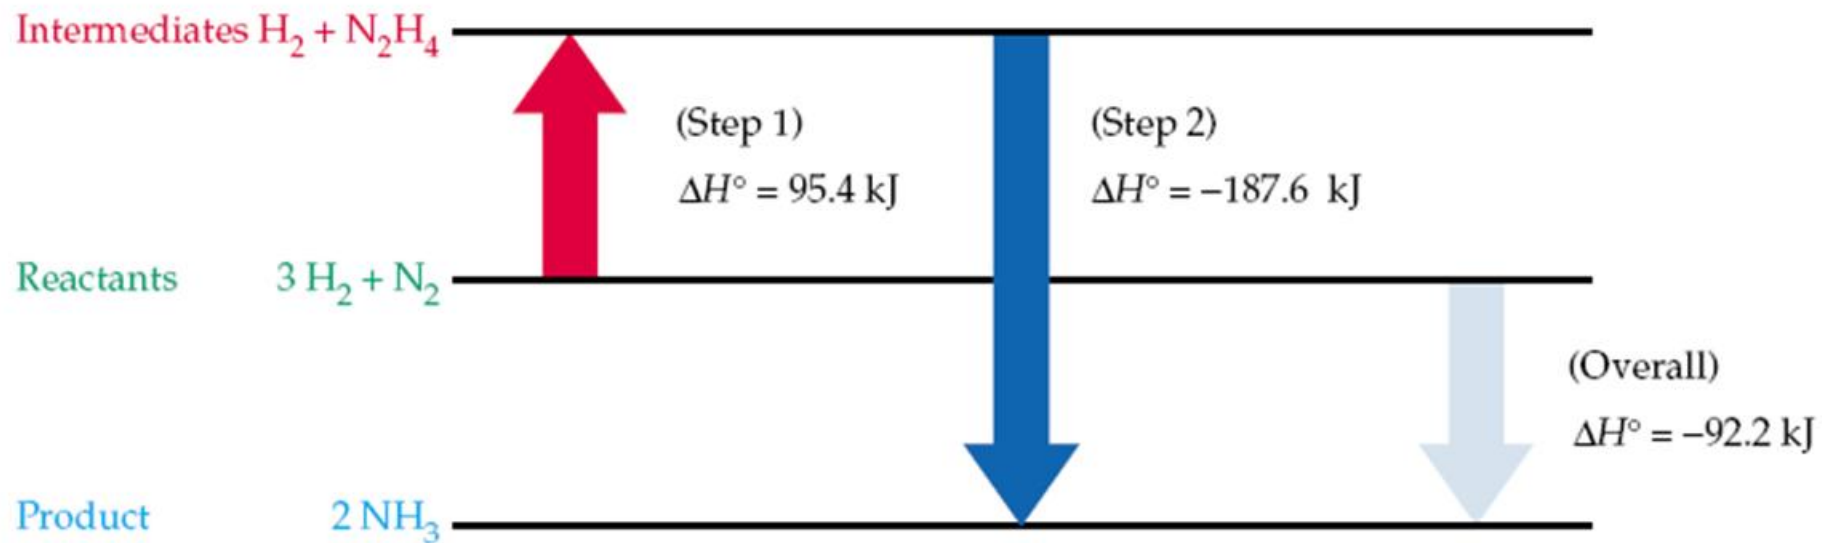 Intermediates H₂ + N₂H₄
(Step 1)
ΔH° = 95.4 kJ
(Step 2)
ΔH° = −187.6 kJ
Reactants 3 H₂ + N₂
(Overall)
ΔH° = −92.2 kJ
Product 2 NH₃